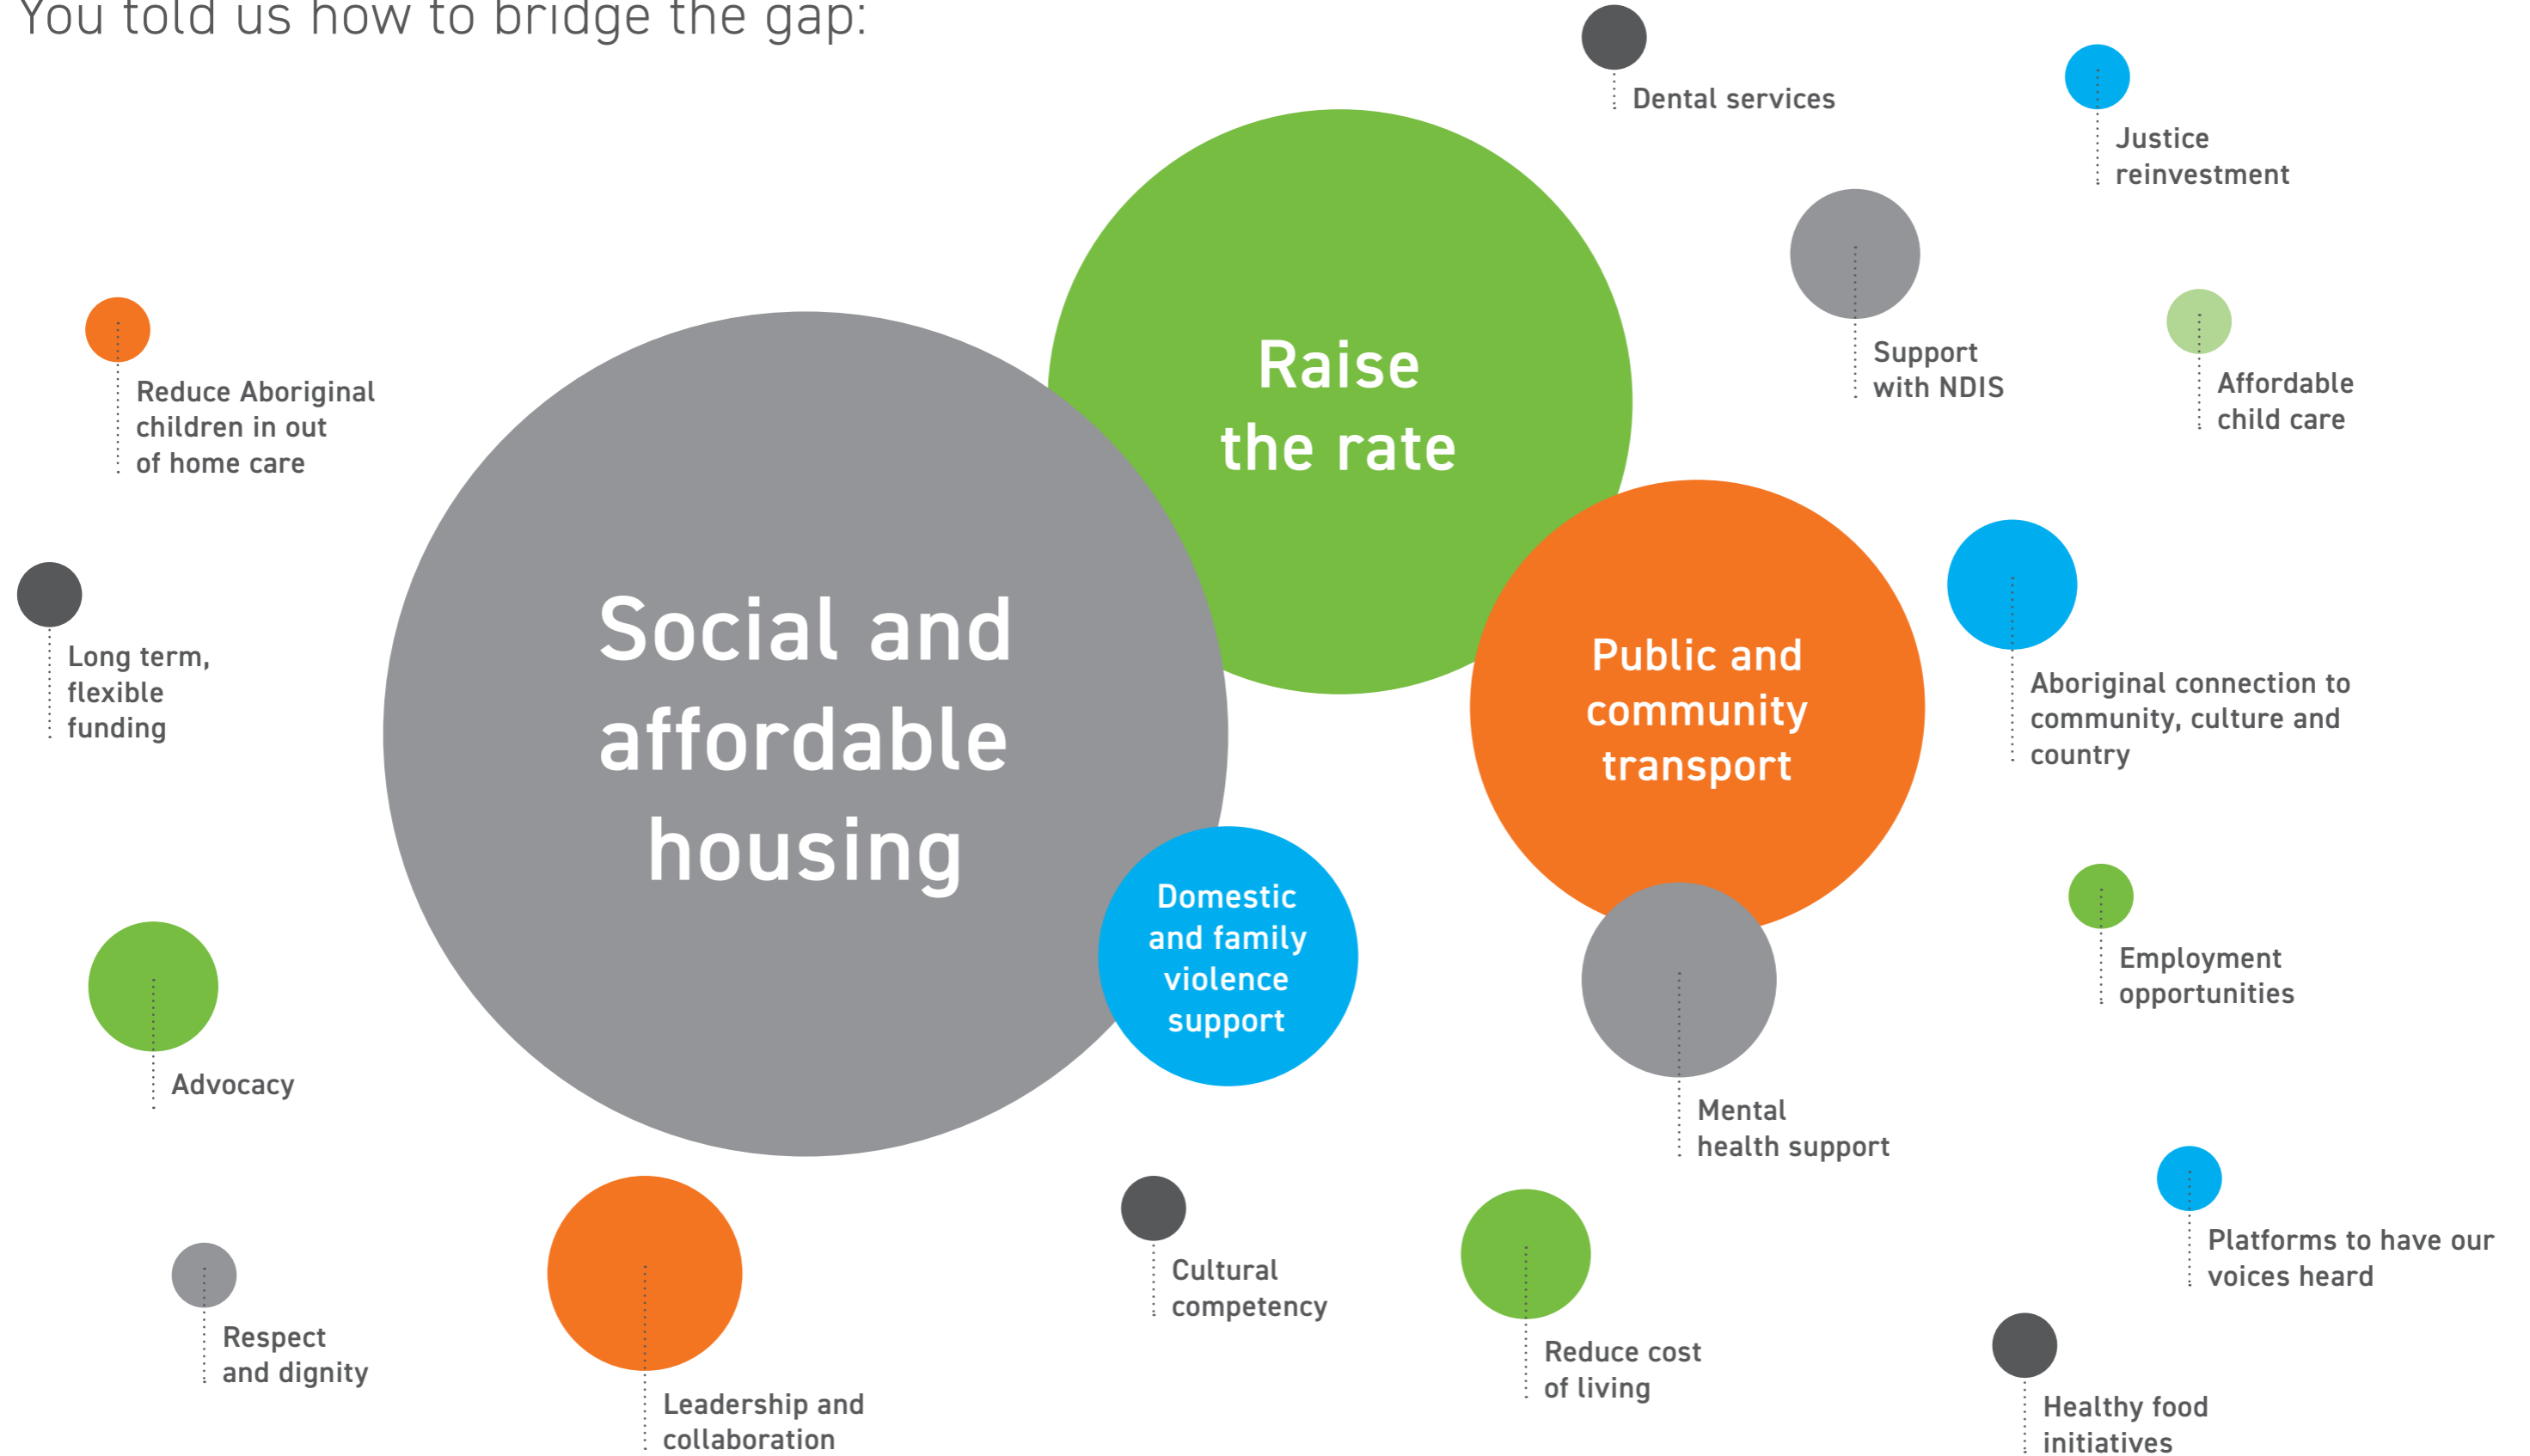 You told us how to bridge the gap:
Dental services
Justice
reinvestment
Raise
the rate
Support
with NDIS
Affordable
child care
Reduce Aboriginal
children in out
of home care
Social and
affordable
housing
Long term,
flexible
funding
Public and
community
transport
Aboriginal connection to
community, culture and
country
Domestic
and family
violence
support
Employment
opportunities
Advocacy
Mental
health support
Platforms to have our
voices heard
Cultural
competency
Respect
and dignity
Reduce cost
of living
Leadership and
collaboration
Healthy food
initiatives